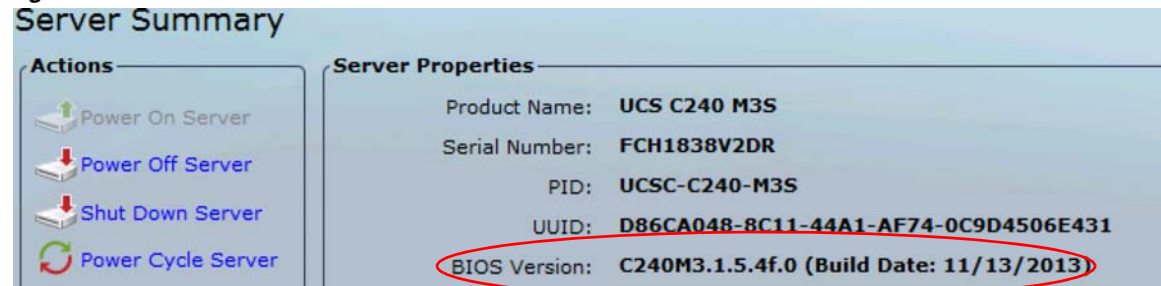 Server Summary
Actions
Power On Server
Power Off Server
Shut Down Server
Power Cycle Server
Server Properties
Product Name: UCS C240 M3S
Serial Number: FCH1838V2DR
PID: UCSC-C240-M3S
UUID: D86CA048-8C11-44A1-AF74-0C9D4506E431
BIOS Version: C240M3.1.5.4f.0 (Build Date: 11/13/2013)